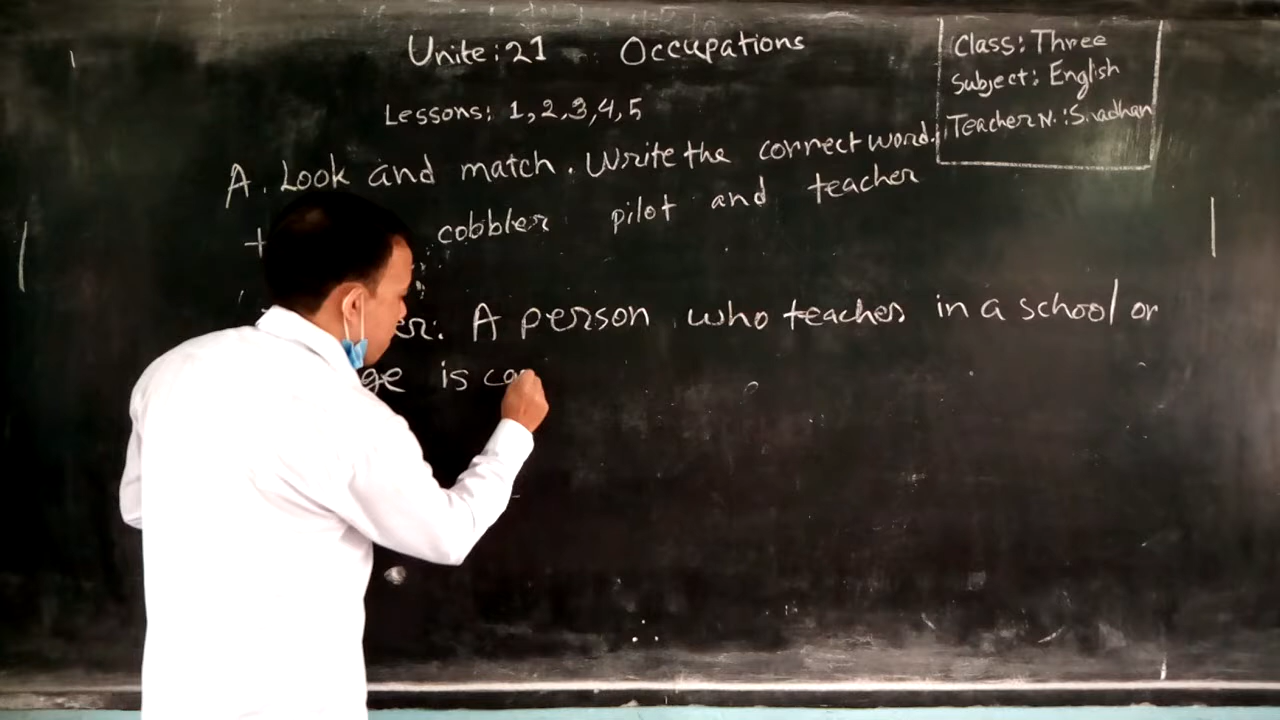 Unite: 21 Occupations
Lessons: 1,2,3,4,5
Class: Three
Subject: English
Teacher N.: S.vadhan
A. Look and match. Write the correct word.
cobbler pilot and teacher
er: A person who teaches in a school or
ge is ca